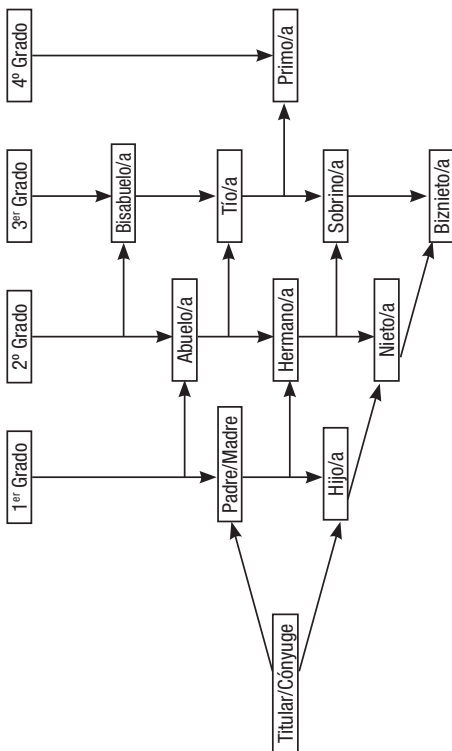 1er Grado
2º Grado
3er Grado
4º Grado
Bisabuelo/a
Abuelo/a
Tío/a
Primo/a
Padre/Madre
Hermano/a
Sobrino/a
Titular/Cónyuge
Hijo/a
Nieto/a
Biznieto/a